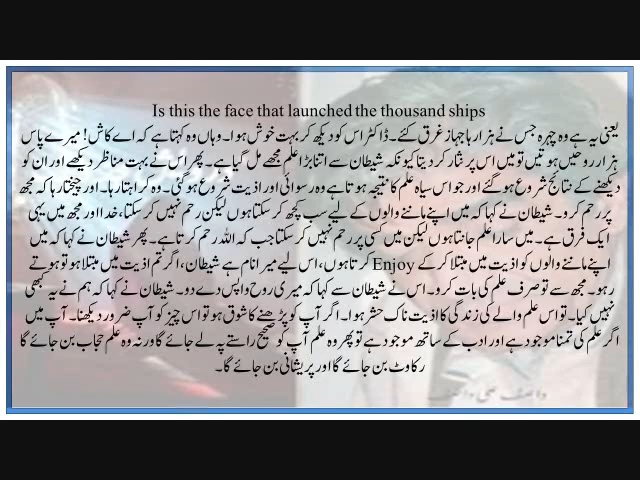 Is this the face that launched the thousand ships
یعنی یہ ہے وہ چہرہ جس نے ہزار ہا جہاز غرق کئے۔ ڈاکٹر اس کو دیکھ کر بہت خوش ہوا۔ وہاں وہ کہتا ہے کہ اے کاش! میرے پاس
ہزار روحیں ہوتیں تو میں اس پر نثار کر دیتا کیونکہ شیطان سے اتنا بڑا علم مجھے مل گیا ہے۔ پھر اس نے بہت مناظر دیکھے اور ان کو
دیکھنے کے نتائج شروع ہو گئے اور جو اس سیاہ علم کا نتیجہ ہوتا ہے وہ رسوائی اور اذیت شروع ہو گئی۔ وہ کراہتا رہا۔ اور چیختا رہا کہ مجھ
پر رحم کرو۔ شیطان نے کہا کہ میں اپنے ماننے والوں کے لیے سب کچھ کر سکتا ہوں لیکن رحم نہیں کر سکتا، خدا اور مجھ میں یہی
ایک فرق ہے۔ میں سارا علم جانتا ہوں لیکن میں کسی پر رحم نہیں کر سکتا جب کہ اللہ رحم کرتا ہے۔ پھر شیطان نے کہا کہ میں
اپنے ماننے والوں کو اذیت میں مبتلا کر کے Enjoy کرتا ہوں، اس لیے میرا نام ہے شیطان، اگر تم اذیت میں مبتلا ہو تو ہوتے
رہو۔ مجھ سے تو صرف علم کی بات کرو۔ اس نے شیطان سے کہا کہ میری روح واپس دے دو۔ شیطان نے کہا کہ ہم نے یہ کبھی
نہیں کیا۔ تو اس علم والے کی زندگی کا اذیت ناک حشر ہوا۔ اگر آپ کو پڑھنے کا شوق ہو تو اس چیز کو آپ ضرور دیکھنا۔ آپ میں
اگر علم کی تمنا موجود ہے اور ادب کے ساتھ موجود ہے تو پھر وہ علم آپ کو صحیح راستے پہ لے جائے گا ورنہ وہ علم حجاب بن جائے گا
رکاوٹ بن جائے گا اور پریشانی بن جائے گا۔
واصف علی واصف